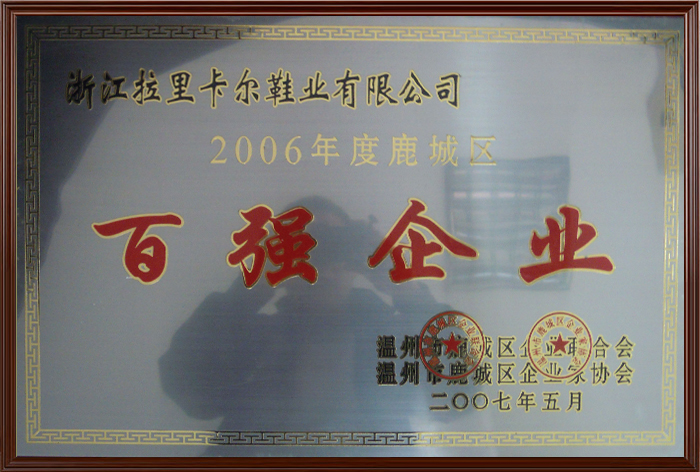 浙江拉里卡尔鞋业有限公司
2006年度鹿城区
百强企业
温州市鹿城区企业联合会
温州市鹿城区企业家协会
二〇〇七年五月